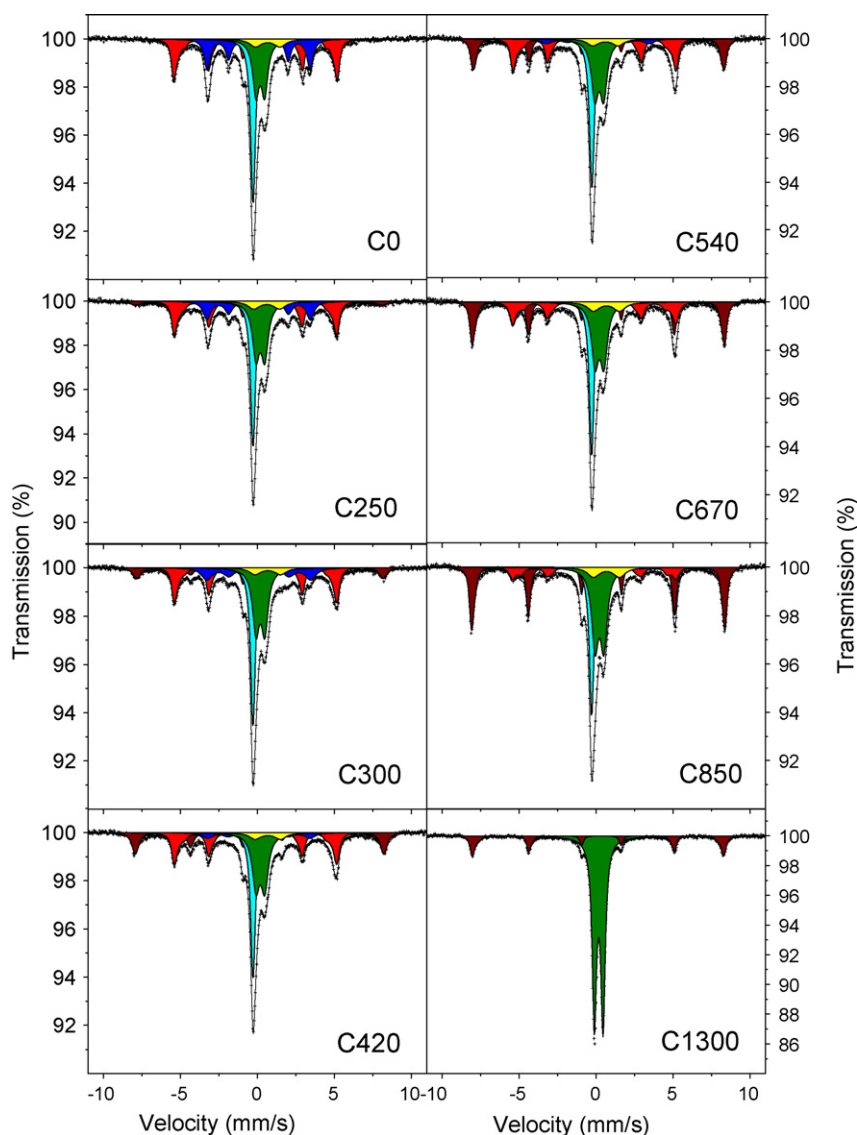 100 98 96 94 92
C0
100 98 96 94 92
C540
100 98 96 94 92 90
C250
100 98 96 94 92
C670
Transmission (%)
Transmission (%)
100 98 96 94 92
C300
100 98 96 94 92
C850
100 98 96 94 92
C420
100 98 96 94 92 90 88 86
C1300
-10 -5 0 5 10
-10 -5 0 5 10
Velocity (mm/s)
Velocity (mm/s)